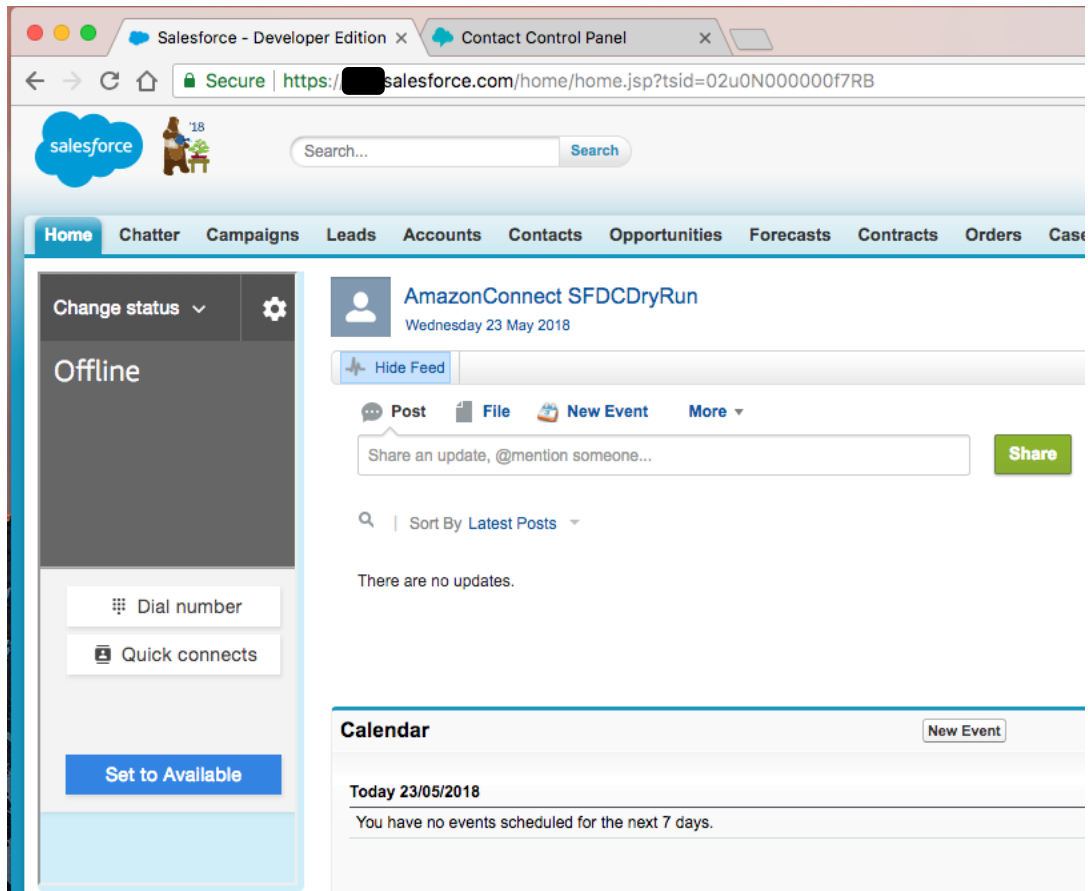 Salesforce - Developer Edition
Contact Control Panel
Secure https:// salesforce.com/home/home.jsp?tsid=02u0N000000f7RB
salesforce
'18
Search...
Search
Home Chatter Campaigns Leads Accounts Contacts Opportunities Forecasts Contracts Orders Case
Change status
Offline
Dial number
Quick connects
Set to Available
AmazonConnect SFDCDryRun
Wednesday 23 May 2018
Hide Feed
Post File New Event More
Share an update, @mention someone...
Share
Sort By Latest Posts
There are no updates.
Calendar
New Event
Today 23/05/2018
You have no events scheduled for the next 7 days.